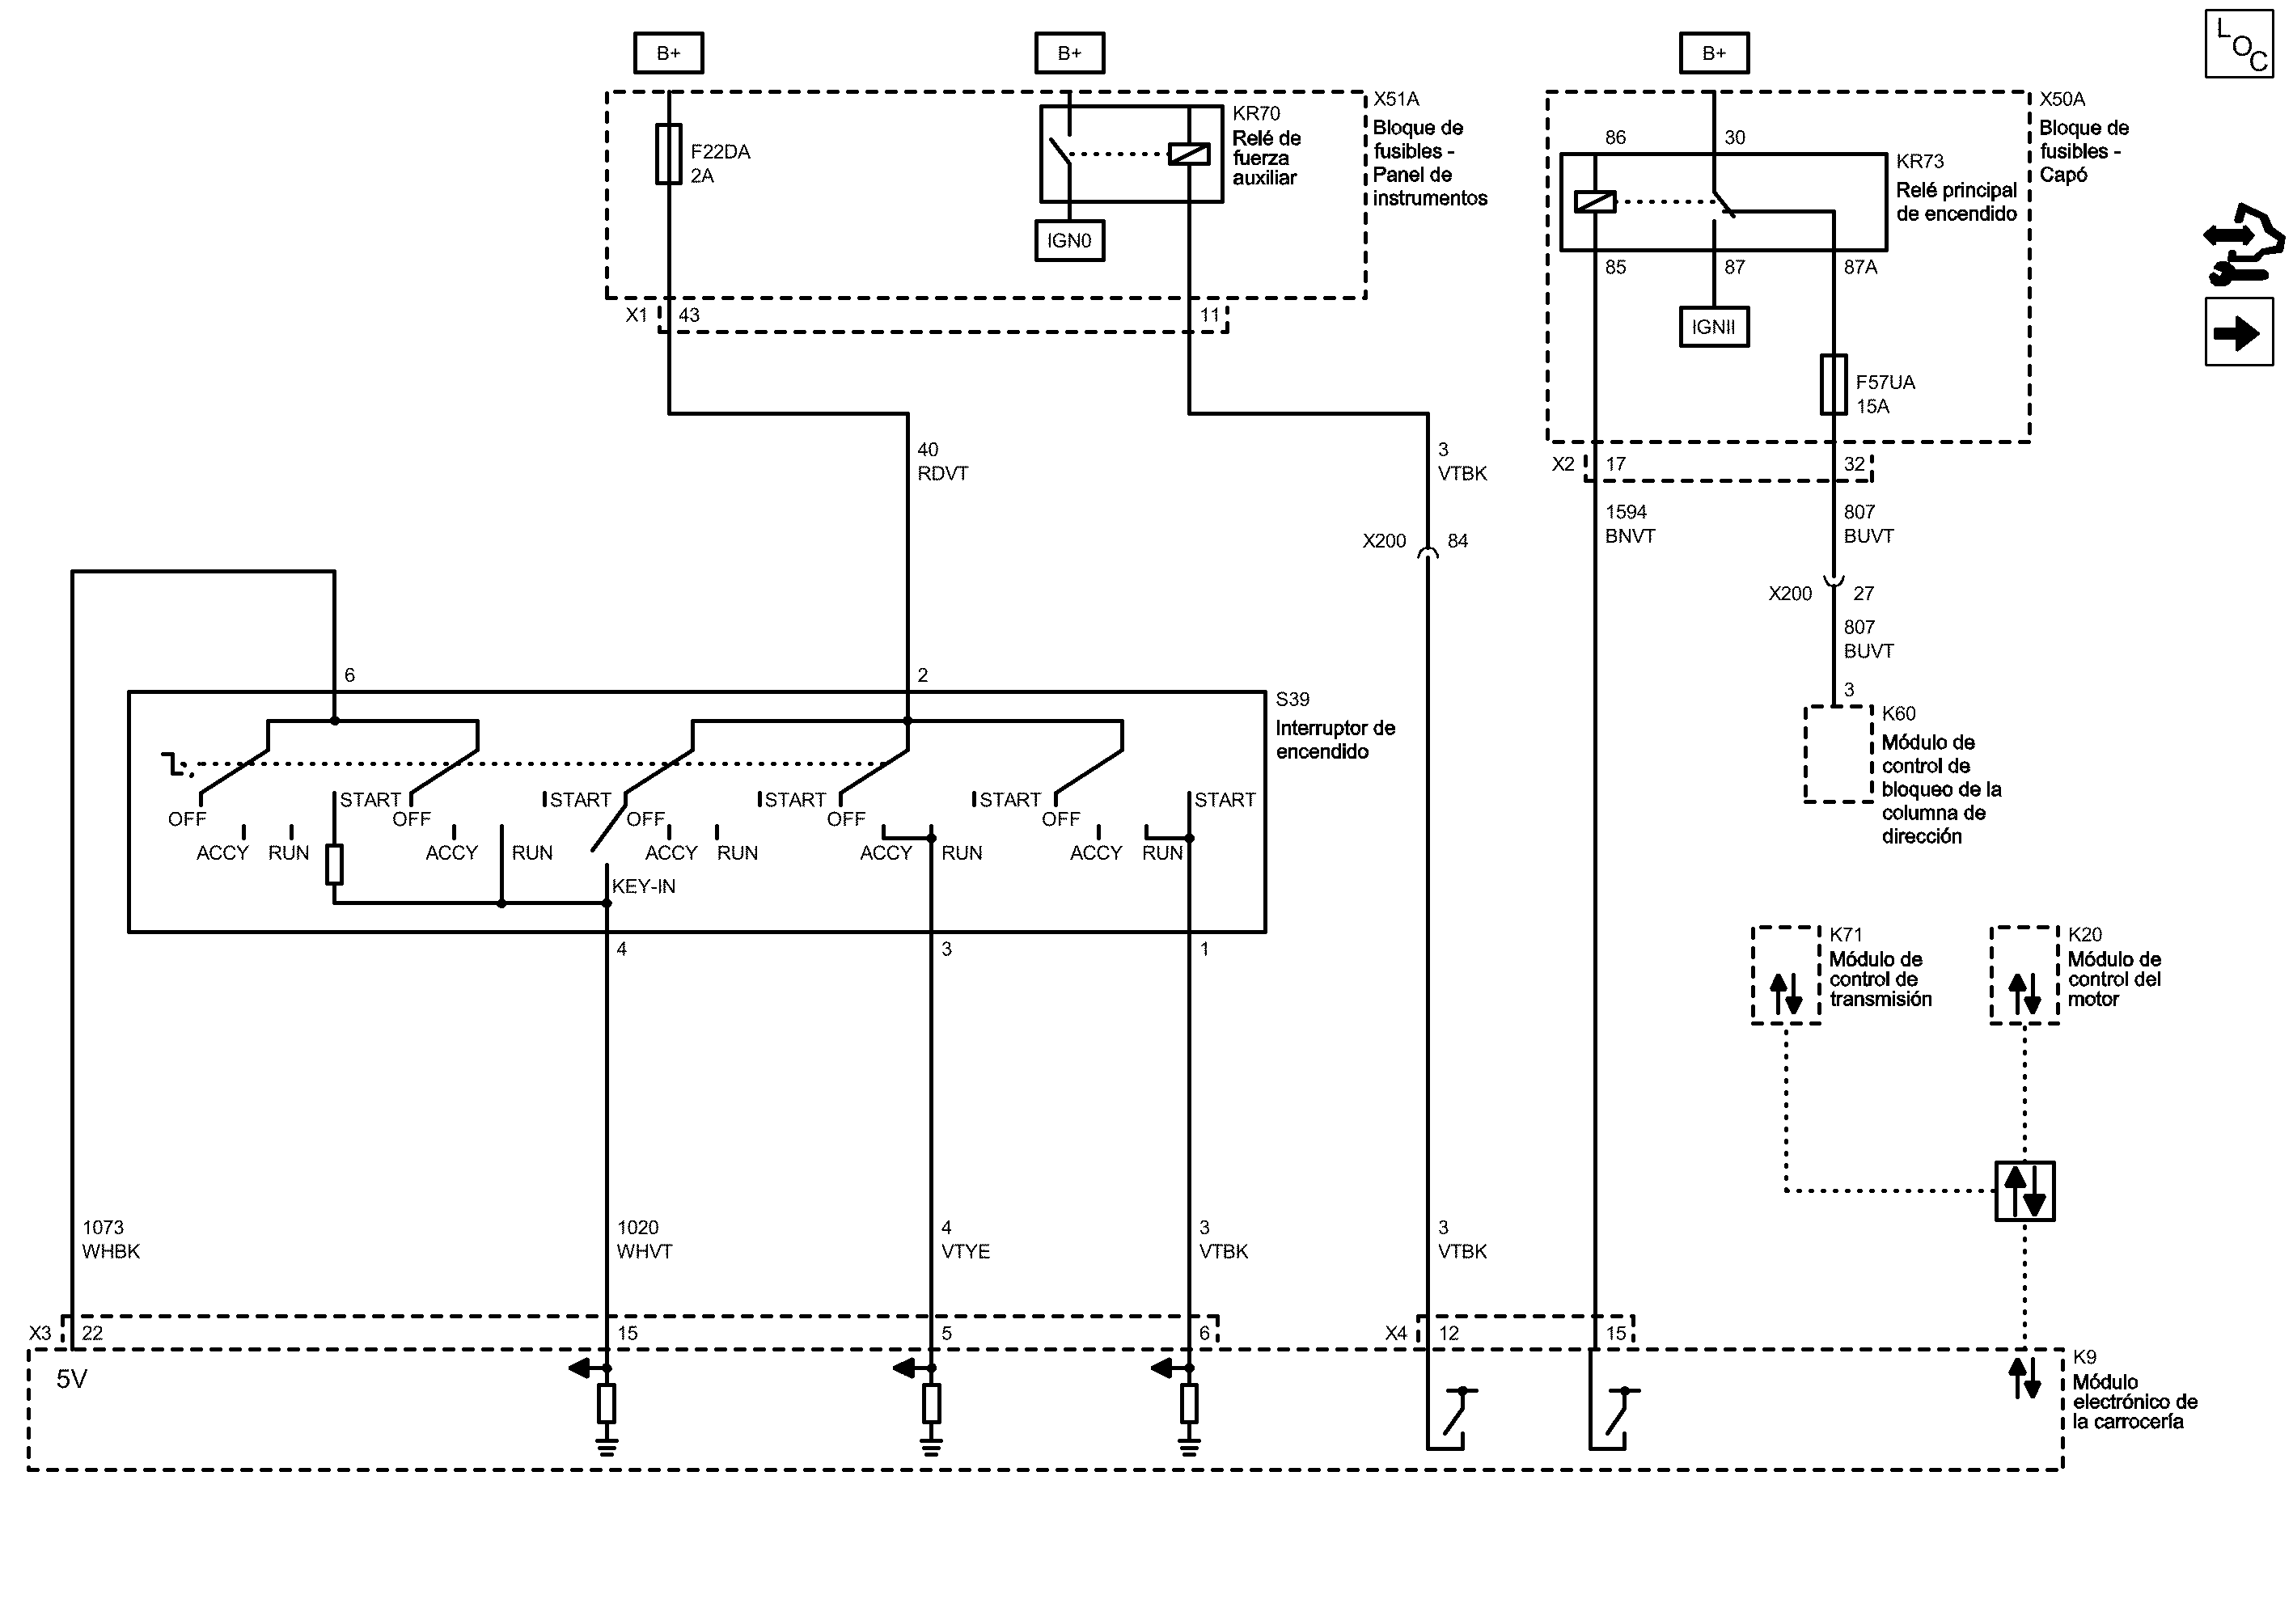 B+
B+
B+
L
O
C
X51A
Bloque de
fusibles -
Panel de
instrumentos
X50A
Bloque de
fusibles -
Capó
F22DA
2A
KR70
Relé de
fuerza
auxiliar
IGN0
86
30
KR73
Relé principal
de encendido
85
87
87A
IGNII
F57UA
15A
X1
43
11
X2
17
32
40
RDVT
3
VTBK
1594
BNVT
807
BUVT
X200
84
X200
27
807
BUVT
3
K60
Módulo de
control de
bloqueo de la
columna de
dirección
6
2
S39
Interruptor de
encendido
START
START
START
START
START
OFF
OFF
OFF
OFF
OFF
ACCY
RUN
ACCY
RUN
ACCY
RUN
ACCY
RUN
ACCY
RUN
KEY-IN
4
3
1
K71
Módulo de
control de
transmisión
K20
Módulo de
control del
motor
1073
WHBK
1020
WHVT
4
VTYE
3
VTBK
3
VTBK
X3
22
15
5
6
X4
12
15
5V
K9
Módulo
electrónico de
la carrocería